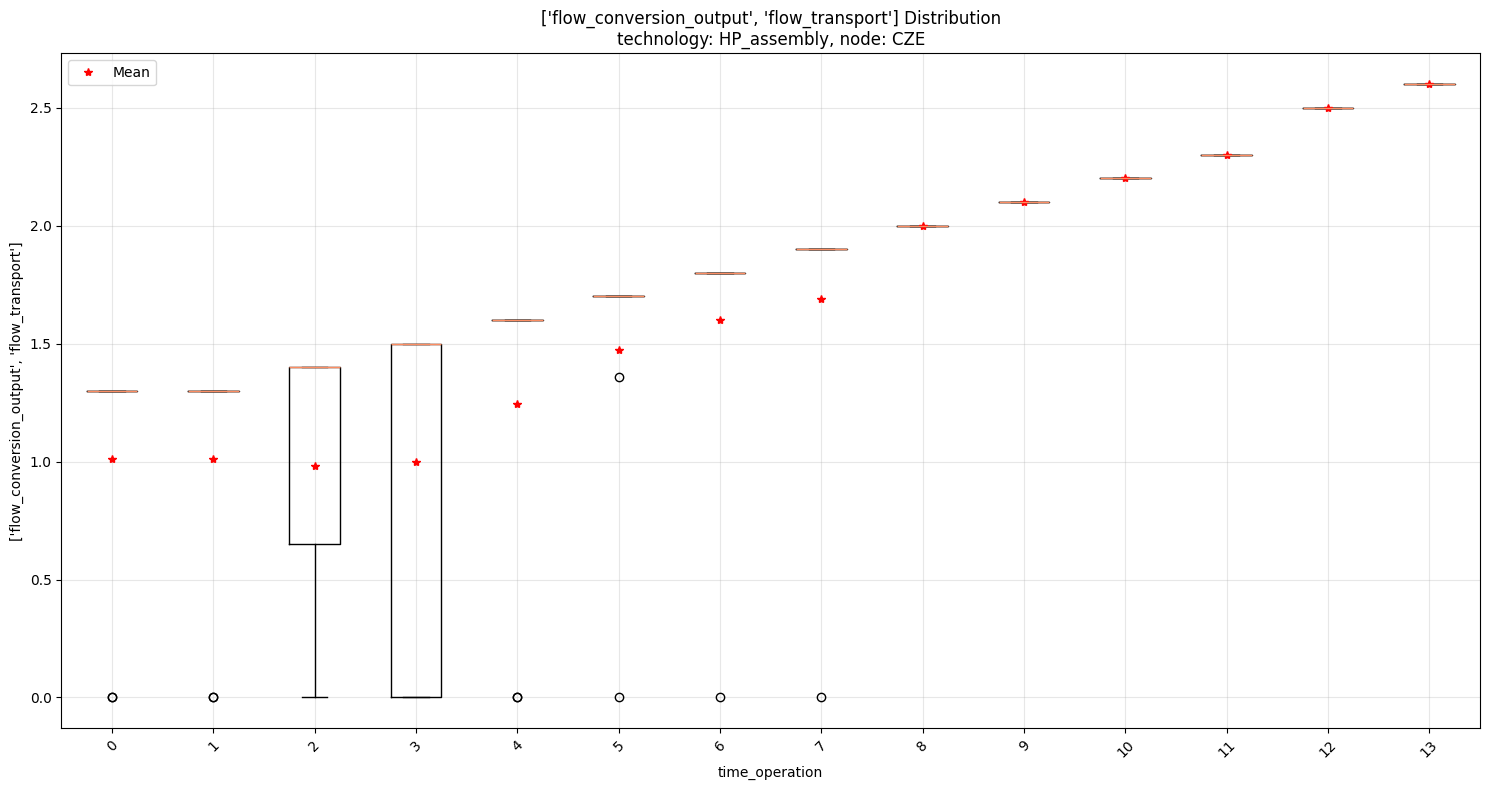 ['flow_conversion_output', 'flow_transport'] Distribution
technology: HP_assembly, node: CZE
Mean
['flow_conversion_output', 'flow_transport']
2.5
2.0
1.5
1.0
0.5
0.0
0 1 2 3 4 5 6 7 8 9 10 11 12 13
time_operation